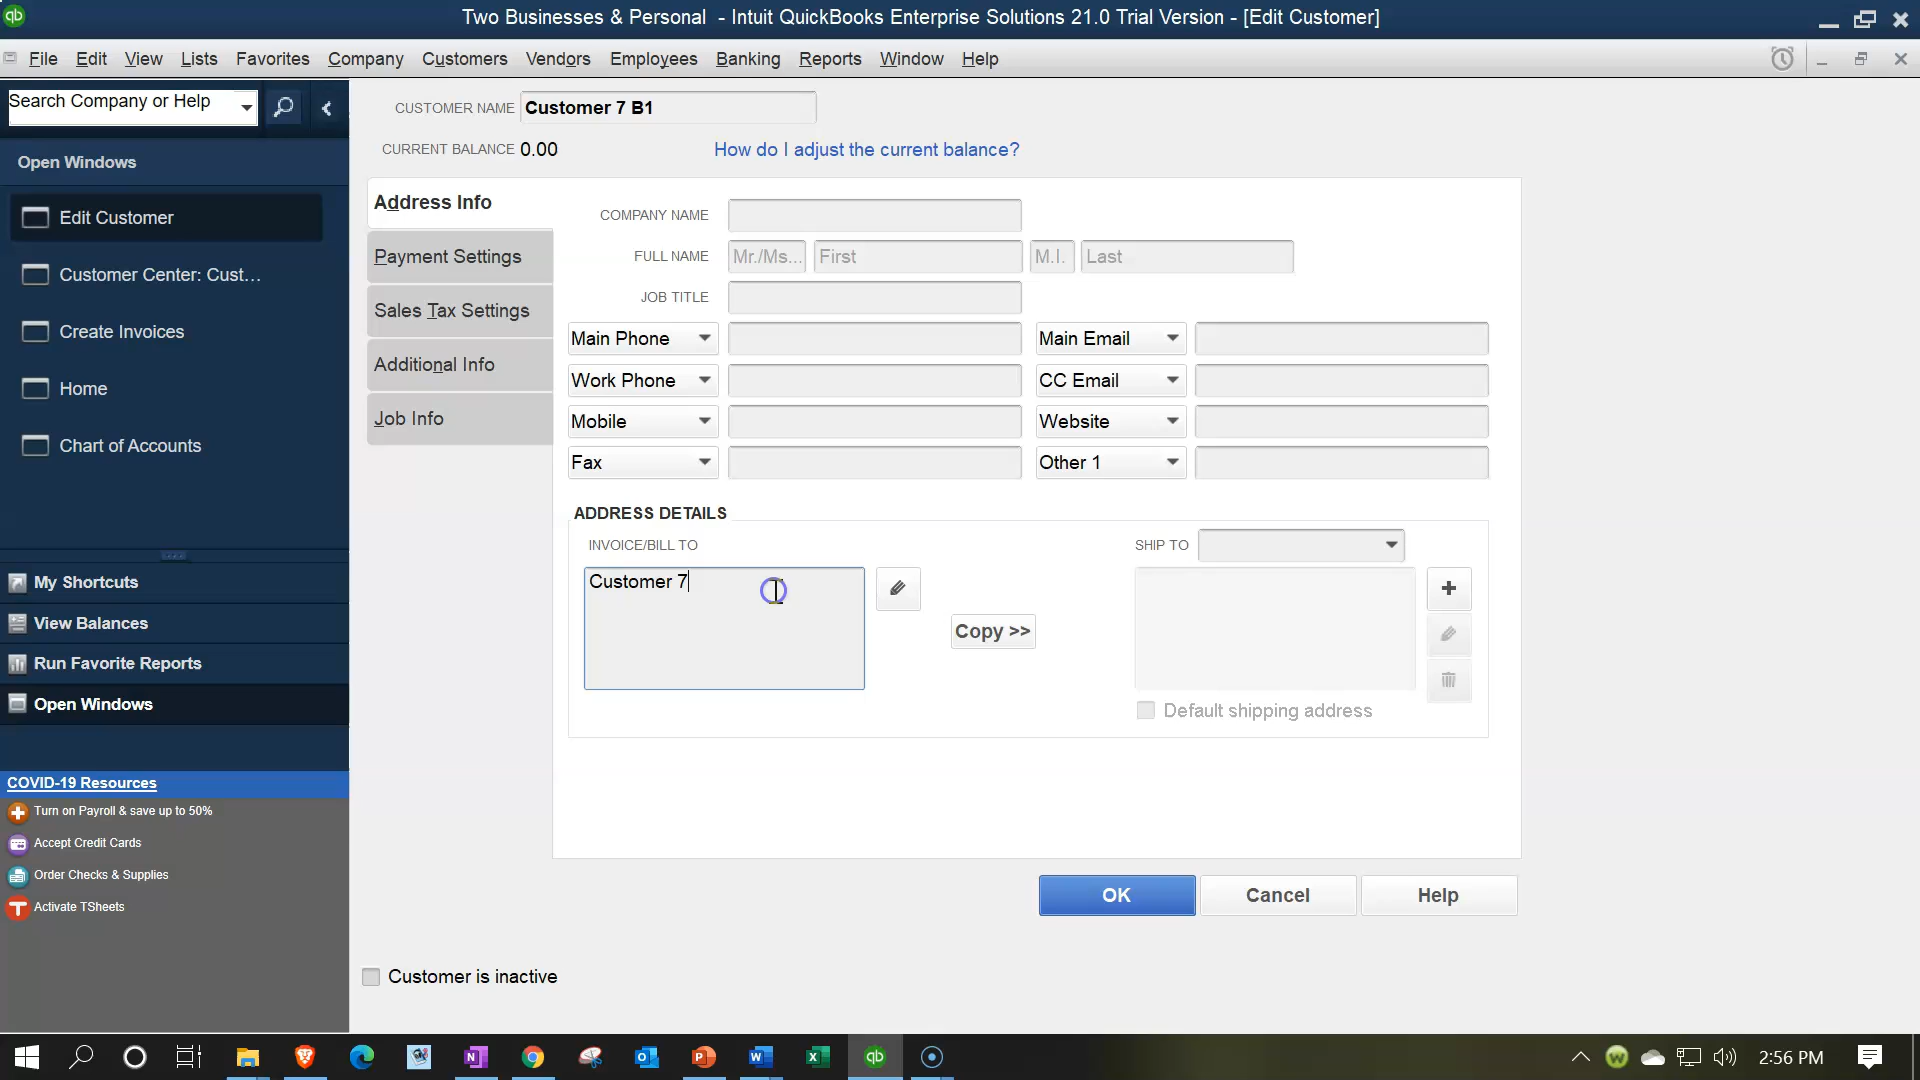 Two Businesses & Personal - Intuit QuickBooks Enterprise Solutions 21.0 Trial Version - [Edit Customer]
File Edit View Lists Favorites Company Customers Vendors Employees Banking Reports Window Help
Search Company or Help
Open Windows
Edit Customer
Customer Center: Cust...
Create Invoices
Home
Chart of Accounts
My Shortcuts
View Balances
Run Favorite Reports
Open Windows
COVID-19 Resources
Turn on Payroll & save up to 50%
Accept Credit Cards
Order Checks & Supplies
Activate TSheets
CUSTOMER NAME Customer 7 B1
CURRENT BALANCE 0.00 How do I adjust the current balance?
Address Info
Payment Settings
Sales Tax Settings
Additional Info
Job Info
COMPANY NAME
FULL NAME Mr./Ms... First M.I. Last
JOB TITLE
Main Phone Main Email
Work Phone CC Email
Mobile Website
Fax Other 1
ADDRESS DETAILS
INVOICE/BILL TO SHIP TO
Customer 7
Copy >>
Default shipping address
OK Cancel Help
Customer is inactive
2:56 PM